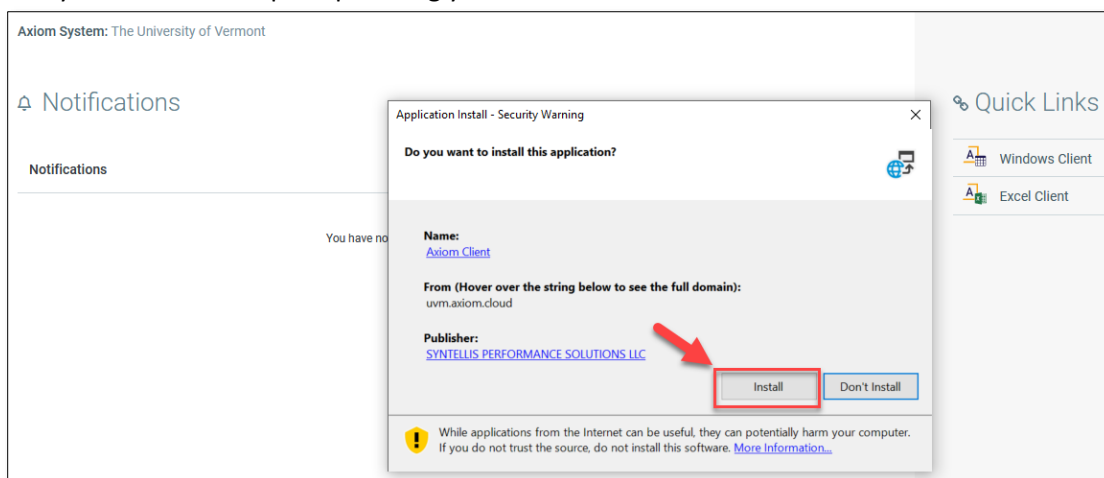 Axiom System: The University of Vermont
Notifications
Notifications
You have no
Application Install - Security Warning
Do you want to install this application?
Name:
Axiom Client
From (Hover over the string below to see the full domain):
uvm.axiom.cloud
Publisher:
SYNTELLIS PERFORMANCE SOLUTIONS LLC
Install Don't Install
While applications from the Internet can be useful, they can potentially harm your computer.
If you do not trust the source, do not install this software. More Information...
Quick Links
Windows Client
Excel Client